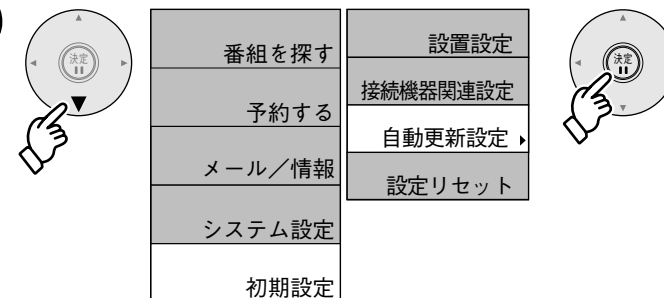 )
決定
番組を探す
予約する
メール／情報
システム設定
初期設定
設置設定
接続機器関連設定
自動更新設定
設定リセット
決定